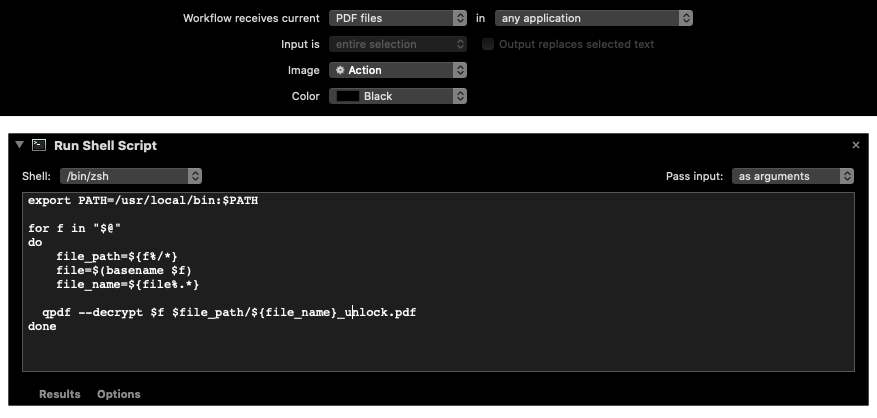 Workflow receives current PDF files in any application
Input is entire selection Output replaces selected text
Image Action
Color Black
Run Shell Script
Shell: /bin/zsh Pass input: as arguments
export PATH=/usr/local/bin:$PATH
for f in "$@"
do
file_path=${f%/*}
file=$(basename $f)
file_name=${file%.*}
qpdf --decrypt $f $file_path/${file_name}_unlock.pdf
done
Results Options